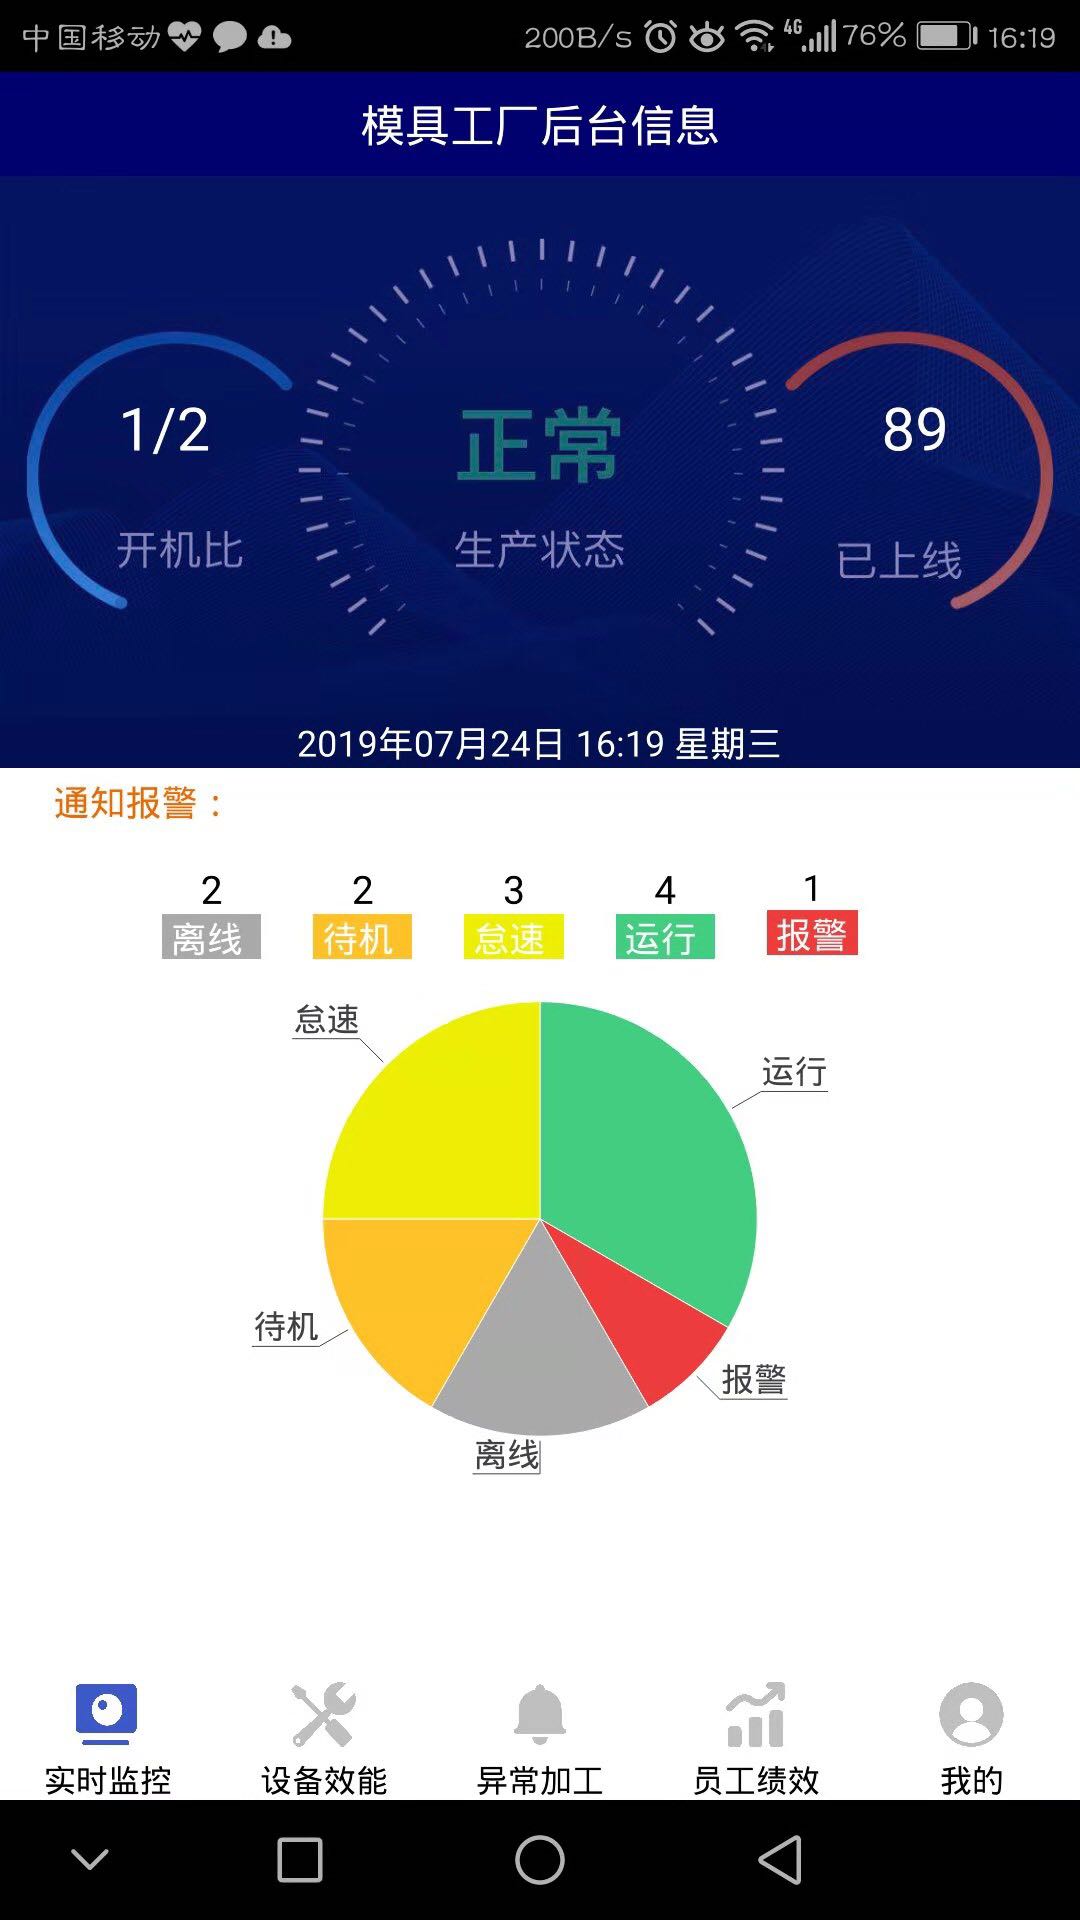 中国移动 200B/s 4G 76% 16:19
模具工厂后台信息
1/2 正常 89
开机比 生产状态 已上线
2019年07月24日 16:19 星期三
通知报警：
2 2 3 4 1
离线 待机 怠速 运行 报警
怠速
运行
待机
报警
离线
实时监控 设备效能 异常加工 员工绩效 我的